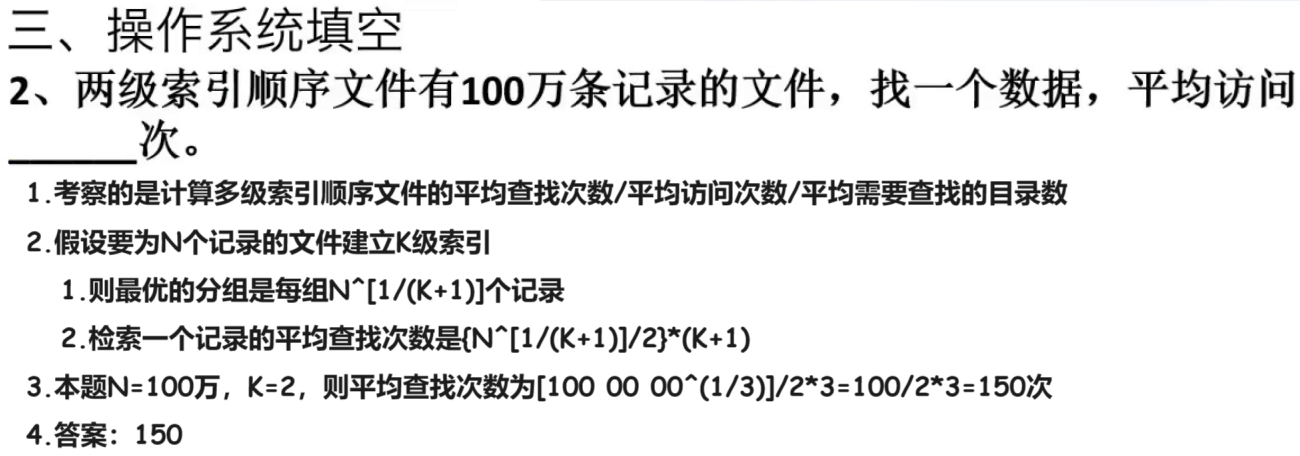 三、操作系统填空
2、两级索引顺序文件有100万条记录的文件，找一个数据，平均访问
_____次。
1.考察的是计算多级索引顺序文件的平均查找次数/平均访问次数/平均需要查找的目录数
2.假设要为N个记录的文件建立K级索引
1.则最优的分组是每组N^[1/(K+1)]个记录
2.检索一个记录的平均查找次数是{N^[1/(K+1)]/2}*(K+1)
3.本题N=100万，K=2，则平均查找次数为[100 00 00^(1/3)]/2*3=100/2*3=150次
4.答案：150